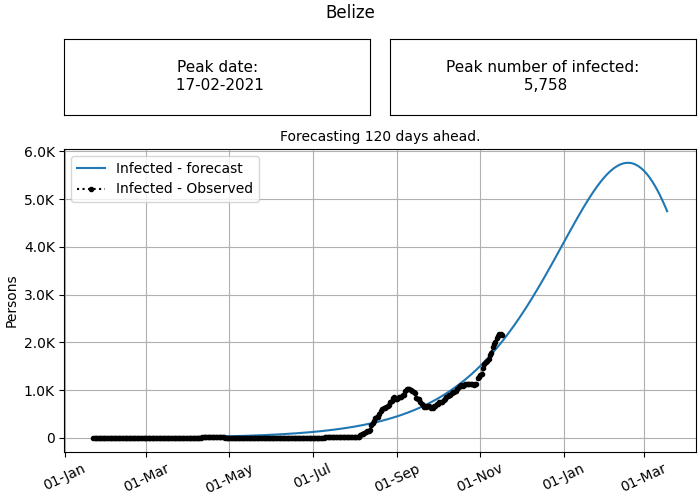 Belize
Peak date:
17-02-2021
Peak number of infected:
5,758
Forecasting 120 days ahead.
6.0K
5.0K
4.0K
3.0K
2.0K
1.0K
0
Persons
Infected - forecast
Infected - Observed
01-Jan
01-Mar
01-May
01-Jul
01-Sep
01-Nov
01-Jan
01-Mar